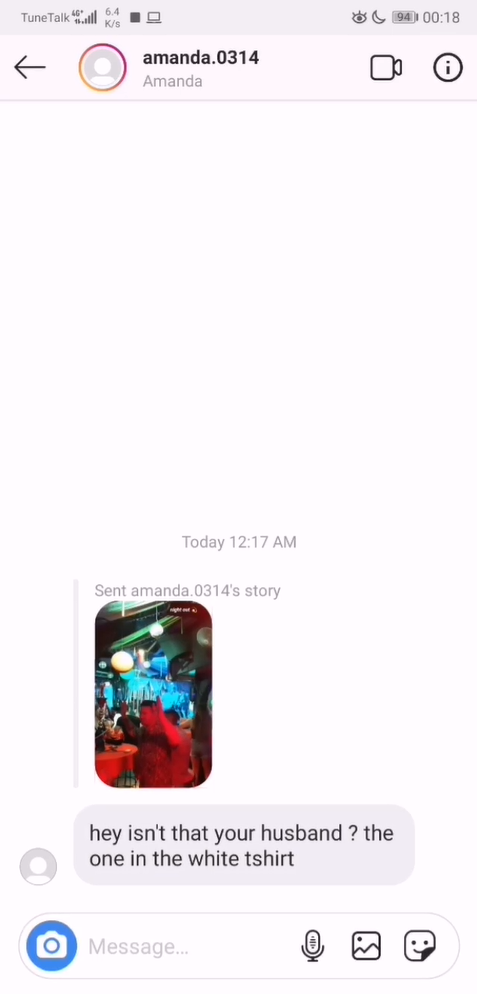 TuneTalk 4G+ 6.4 K/s 94 00:18
amanda.0314
Amanda
Today 12:17 AM
Sent amanda.0314's story
night out
hey isn't that your husband ? the
one in the white tshirt
Message...